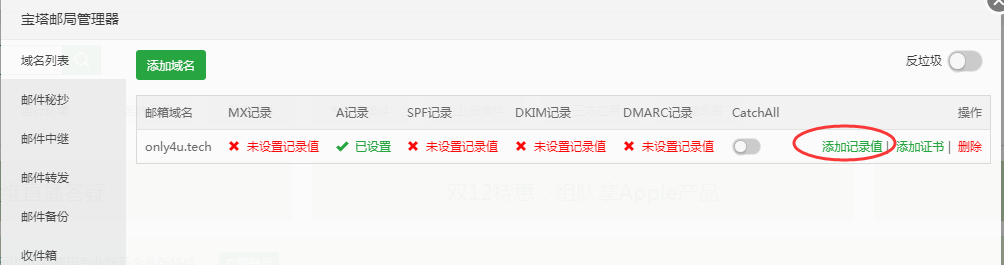 宝塔邮局管理器
域名列表
添加域名
反垃圾
邮件秘抄
邮件中继
邮件转发
邮件备份
收件箱
邮箱域名 MX记录 A记录 SPF记录 DKIM记录 DMARC记录 CatchAll 操作
only4u.tech 未设置记录值 已设置 未设置记录值 未设置记录值 未设置记录值 添加记录值 | 添加证书 | 删除
双12特惠,组队拿Apple产品